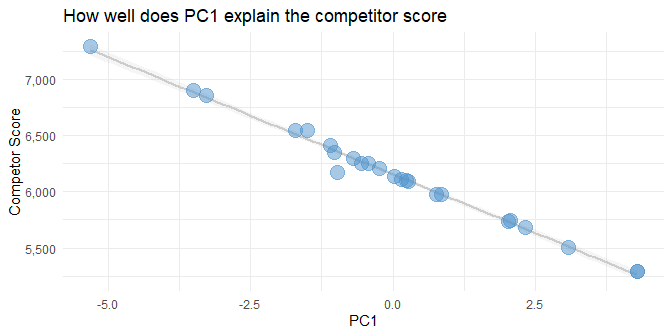 How well does PC1 explain the competitor score
7,000
6,500
6,000
5,500
Competor Score
-5.0
-2.5
0.0
2.5
PC1